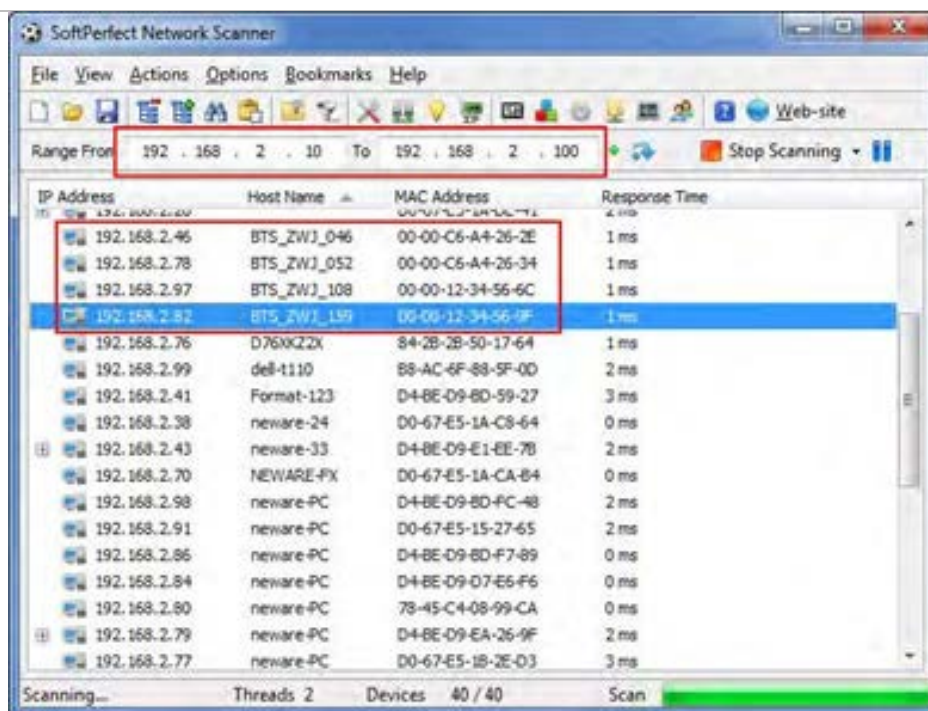 SoftPerfect Network Scanner
File View Actions Options Bookmarks Help
Web-site
Range From 192 . 168 . 2 . 10 To 192 . 168 . 2 . 100 Stop Scanning
IP Address Host Name MAC Address Response Time
192.168.2.46 BTS_ZWJ_046 00-00-C6-A4-26-2E 1 ms
192.168.2.78 BTS_ZWJ_052 00-00-C6-A4-26-34 1 ms
192.168.2.97 BTS_ZWJ_108 00-00-12-34-56-6C 1 ms
192.168.2.82 BTS_ZWJ_159 00-00-12-34-56-9F 1 ms
192.168.2.76 D76XKZ2X 84-2B-2B-50-17-64 1 ms
192.168.2.99 dell-t110 B8-AC-6F-88-5F-0D 2 ms
192.168.2.41 Format-123 D4-BE-D9-BD-59-27 3 ms
192.168.2.38 neware-24 D0-67-E5-1A-C8-64 0 ms
192.168.2.43 neware-33 D4-BE-D9-E1-EE-7B 2 ms
192.168.2.70 NEWARE-FX D0-67-E5-1A-CA-B4 0 ms
192.168.2.98 neware-PC D4-BE-D9-BD-FC-48 2 ms
192.168.2.91 neware-PC D0-67-E5-15-27-65 2 ms
192.168.2.86 neware-PC D4-BE-D9-BD-F7-89 0 ms
192.168.2.84 neware-PC D4-BE-D9-D7-E6-F6 0 ms
192.168.2.80 neware-PC 78-45-C4-08-99-CA 0 ms
192.168.2.79 neware-PC D4-BE-D9-EA-26-9F 2 ms
192.168.2.77 neware-PC D0-67-E5-1B-2E-D3 3 ms
Scanning... Threads 2 Devices 40 / 40 Scan